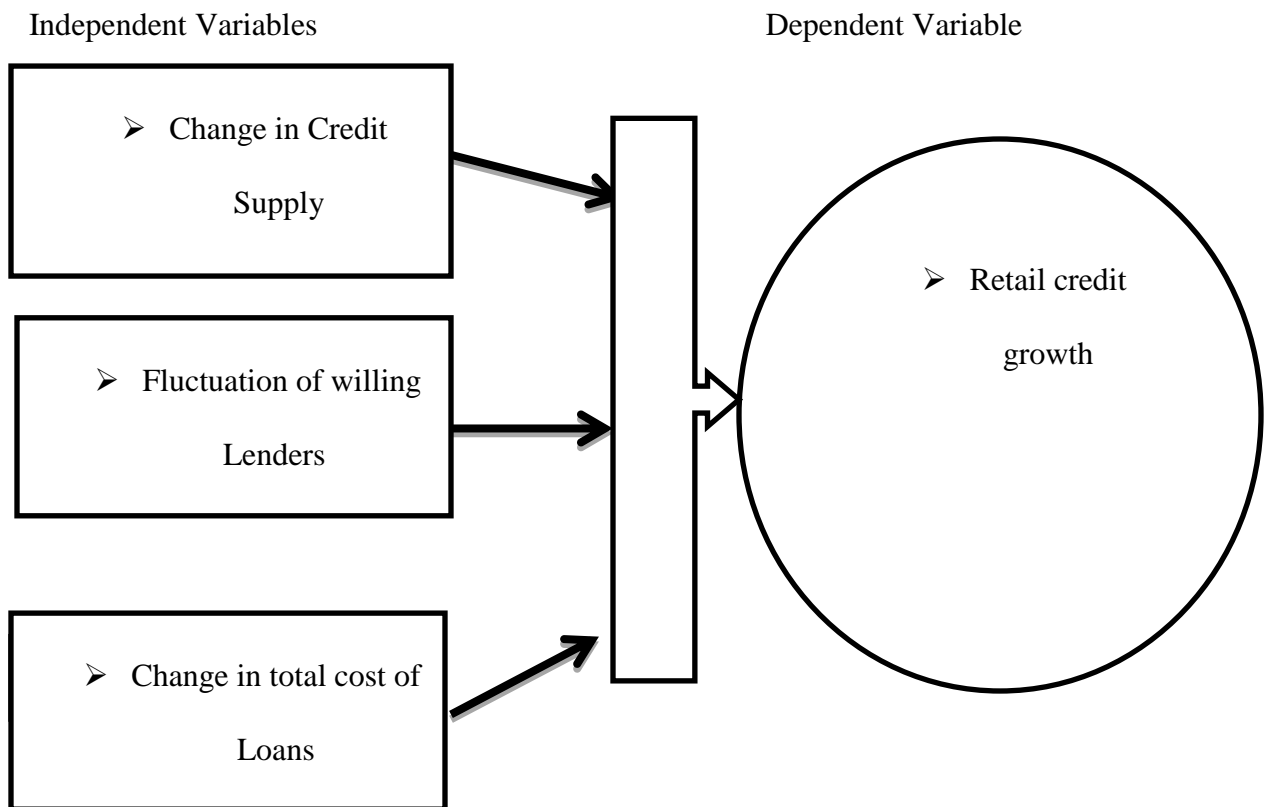 Independent Variables
Dependent Variable
➢ Change in Credit
Supply
➢ Fluctuation of willing
Lenders
➢ Change in total cost of
Loans
➢ Retail credit
growth